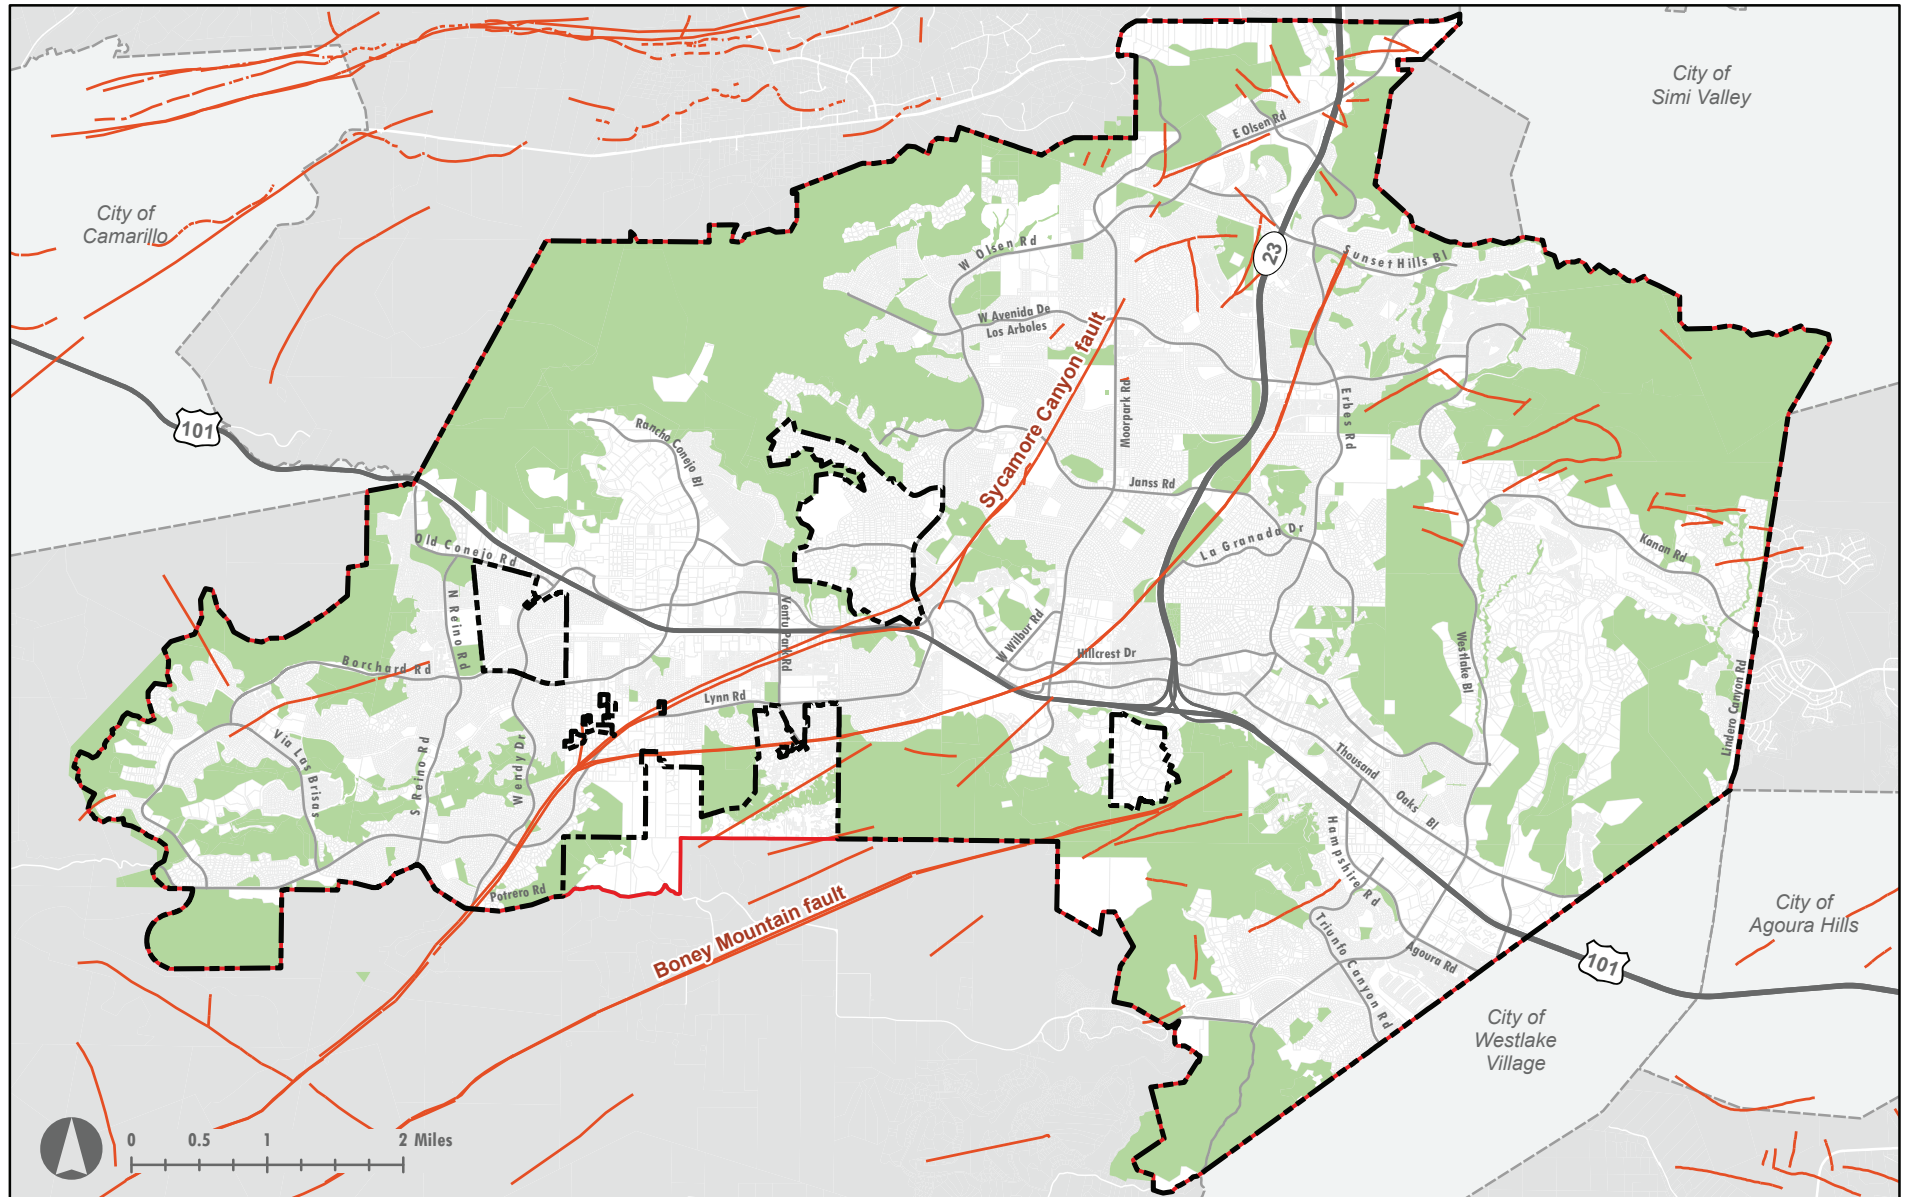 City of
Simi Valley
E Olsen Rd
City of
Camarillo
W Olsen Rd
23
Sunset Hills Bl
W Avenida De
Los Arboles
Sycamore Canyon fault
Moorpark Rd
Erbes Rd
101
Rancho Conejo Bl
Janss Rd
La Granada Dr
Kanan Rd
Old Conejo Rd
N Reino Rd
Ventu Park Rd
W Wilbur Rd
Hillcrest Dr
Westlake Bl
Lindero Canyon Rd
Borchard Rd
Lynn Rd
Via Las Brisas
S Reino Rd
Wendy Dr
Thousand
Oaks Bl
Hampshire Rd
Potrero Rd
Boney Mountain fault
Triunfo Canyon Rd
Agoura Rd
City of
Agoura Hills
101
City of
Westlake
Village
0 0.5 1 2 Miles